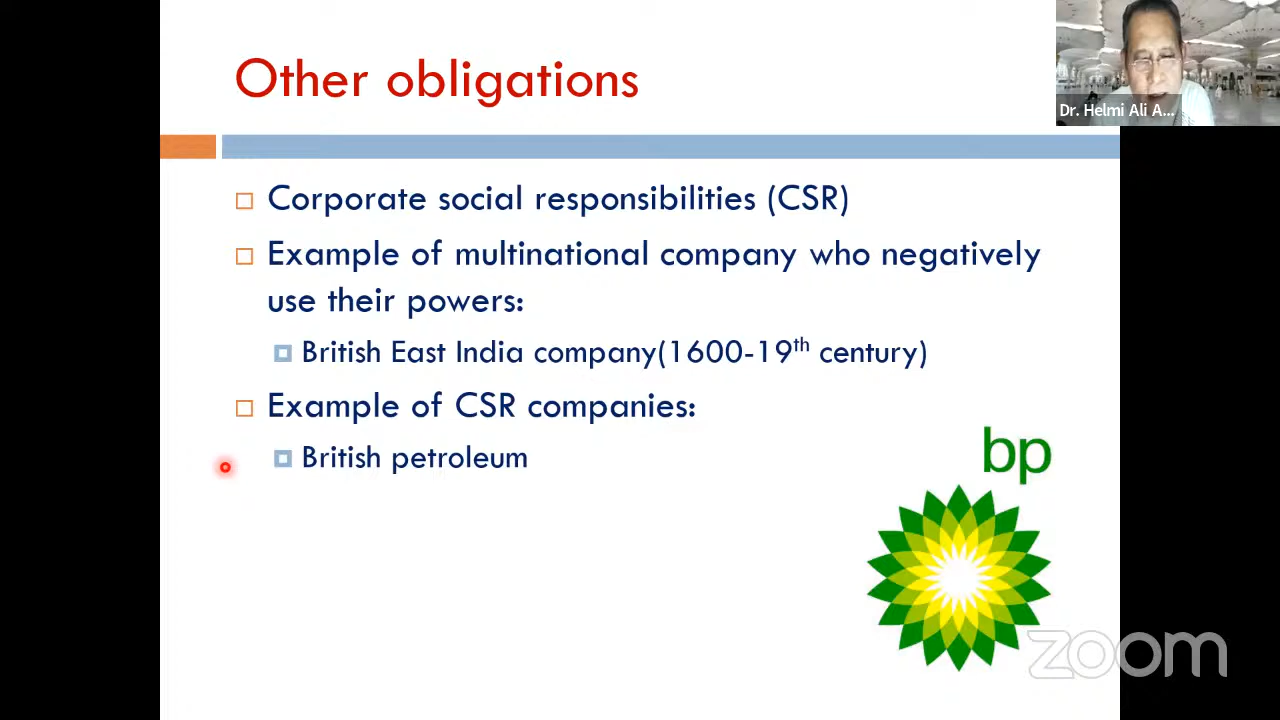 Other obligations
Dr. Helmi Ali A...
Corporate social responsibilities (CSR)
Example of multinational company who negatively
use their powers:
British East India company(1600-19th century)
Example of CSR companies:
British petroleum
bp
zoom